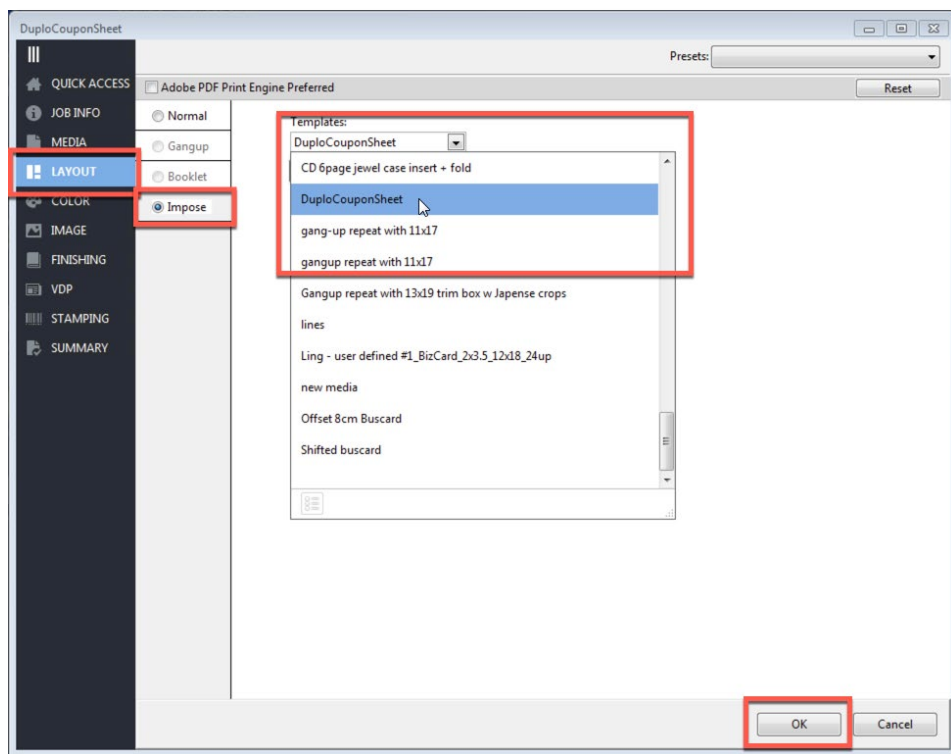 DuploCouponSheet
Presets:
QUICK ACCESS
Adobe PDF Print Engine Preferred
Reset
JOB INFO
Normal
Templates:
MEDIA
Gangup
DuploCouponSheet
LAYOUT
Booklet
CD 6page jewel case insert + fold
COLOR
Impose
DuploCouponSheet
IMAGE
gang-up repeat with 11x17
FINISHING
gangup repeat with 11x17
VDP
Gangup repeat with 13x19 trim box w Japense crops
STAMPING
lines
SUMMARY
Ling - user defined #1_BizCard_2x3.5_12x18_24up
new media
Offset 8cm Buscard
Shifted buscard
OK
Cancel